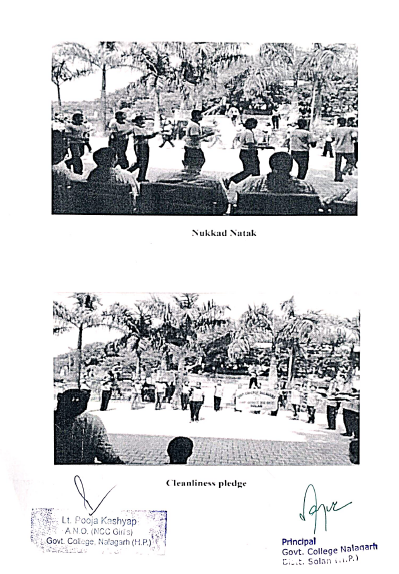 Nukkad Natak
Cleanliness pledge
Lt. Pooja Kashyap
A.N.O. (NCC Girls)
Govt. College, Nalagarh (H.P.)
Principal
Govt. College Nalagarh
Distt. Solan (H.P.)